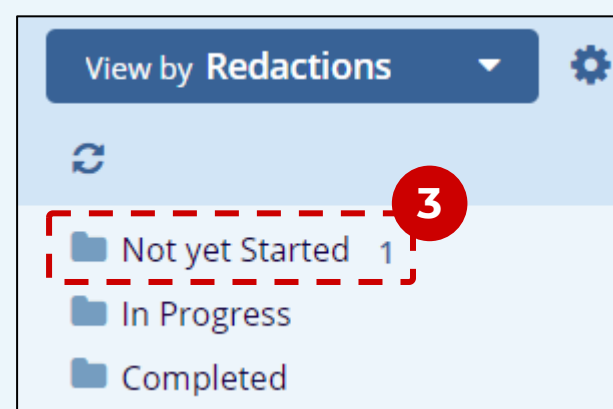 View by Redactions
3
Not yet Started 1
In Progress
Completed